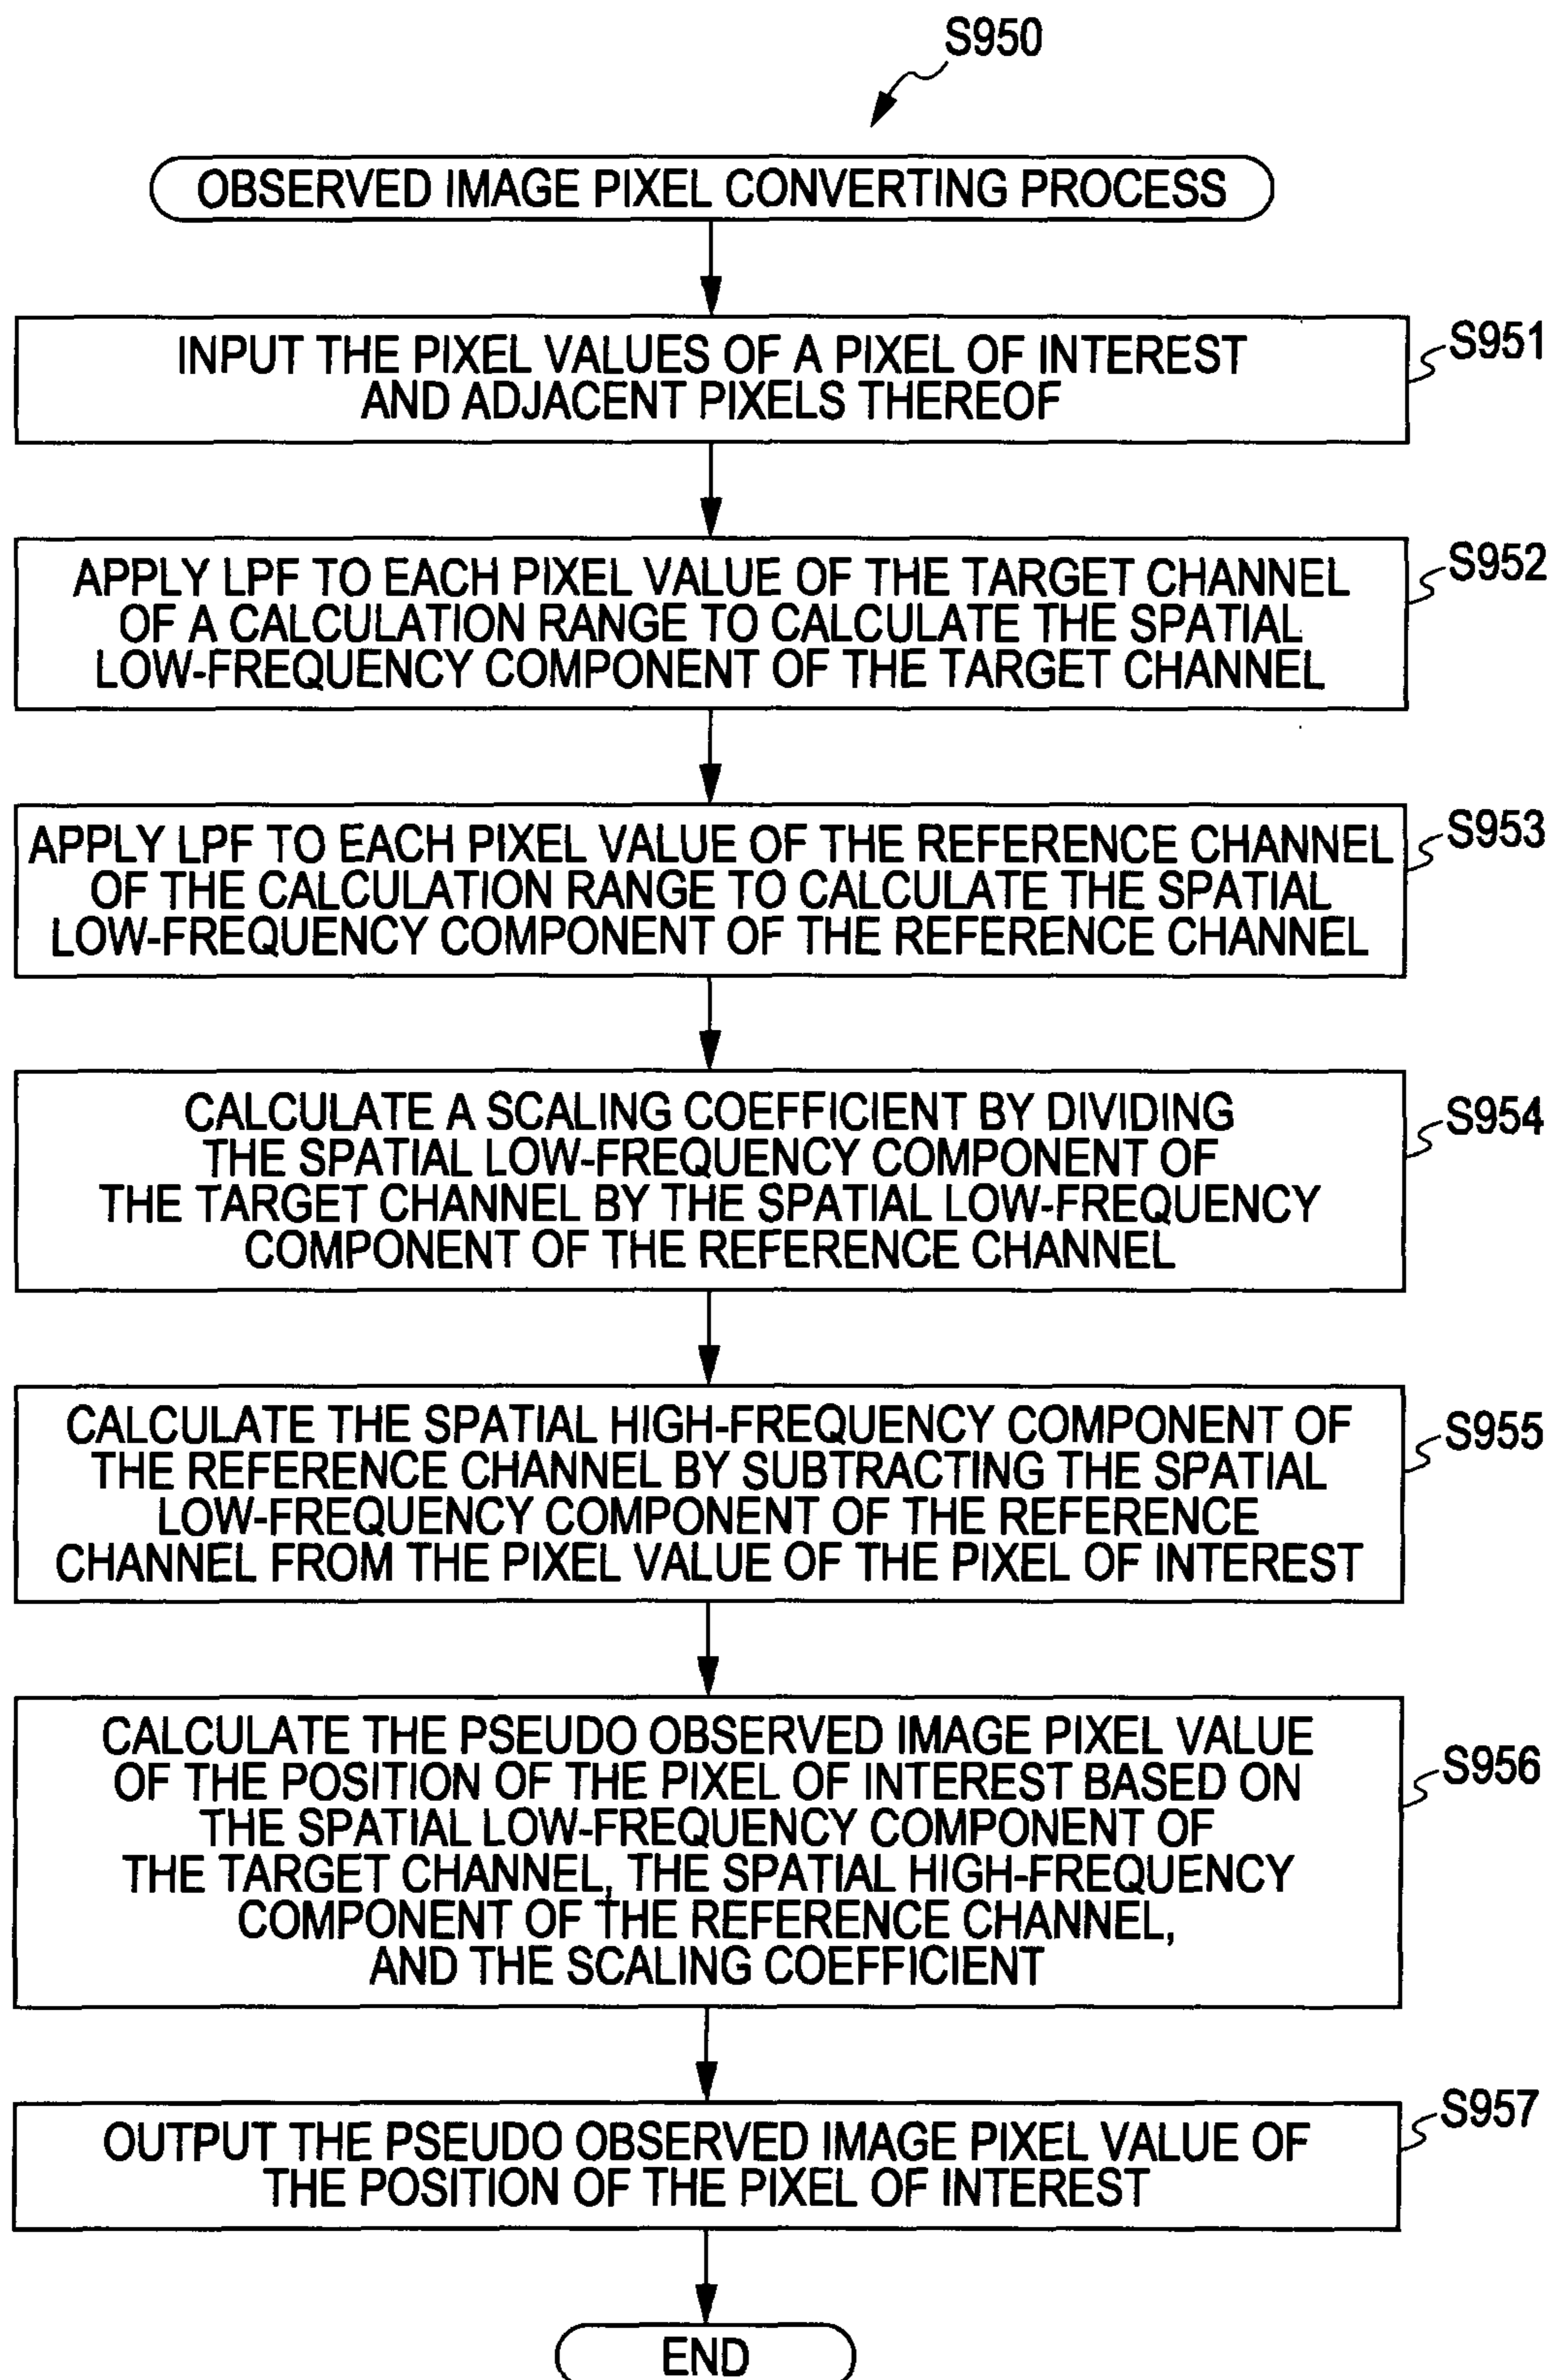 S950
OBSERVED IMAGE PIXEL CONVERTING PROCESS
INPUT THE PIXEL VALUES OF A PIXEL OF INTEREST
AND ADJACENT PIXELS THEREOF
S951
APPLY LPF TO EACH PIXEL VALUE OF THE TARGET CHANNEL
OF A CALCULATION RANGE TO CALCULATE THE SPATIAL
LOW-FREQUENCY COMPONENT OF THE TARGET CHANNEL
S952
APPLY LPF TO EACH PIXEL VALUE OF THE REFERENCE CHANNEL
OF THE CALCULATION RANGE TO CALCULATE THE SPATIAL
LOW-FREQUENCY COMPONENT OF THE REFERENCE CHANNEL
S953
CALCULATE A SCALING COEFFICIENT BY DIVIDING
THE SPATIAL LOW-FREQUENCY COMPONENT OF
THE TARGET CHANNEL BY THE SPATIAL LOW-FREQUENCY
COMPONENT OF THE REFERENCE CHANNEL
S954
CALCULATE THE SPATIAL HIGH-FREQUENCY COMPONENT OF
THE REFERENCE CHANNEL BY SUBTRACTING THE SPATIAL
LOW-FREQUENCY COMPONENT OF THE REFERENCE
CHANNEL FROM THE PIXEL VALUE OF THE PIXEL OF INTEREST
S955
CALCULATE THE PSEUDO OBSERVED IMAGE PIXEL VALUE
OF THE POSITION OF THE PIXEL OF INTEREST BASED ON
THE SPATIAL LOW-FREQUENCY COMPONENT OF
THE TARGET CHANNEL, THE SPATIAL HIGH-FREQUENCY
COMPONENT OF THE REFERENCE CHANNEL,
AND THE SCALING COEFFICIENT
S956
OUTPUT THE PSEUDO OBSERVED IMAGE PIXEL VALUE OF
THE POSITION OF THE PIXEL OF INTEREST
S957
END